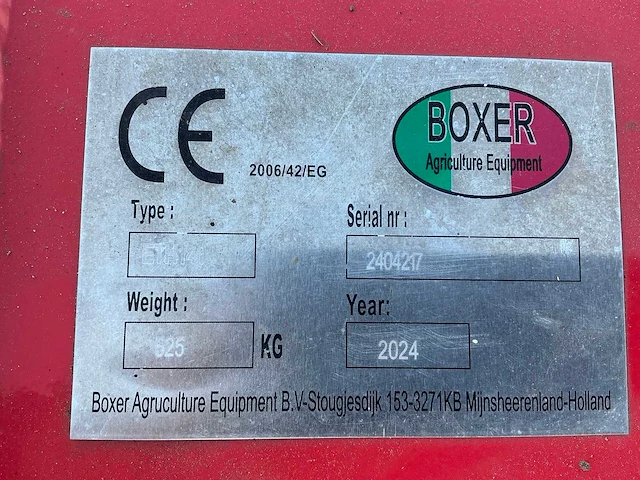 CE
2006/42/EG
BOXER
Agriculture Equipment
Type :
Serial nr :
2404217
Weight :
Year:
525 KG
2024
Boxer Agruculture Equipment B.V-Stougjesdijk 153-3271KB Mijnsheerenland-Holland